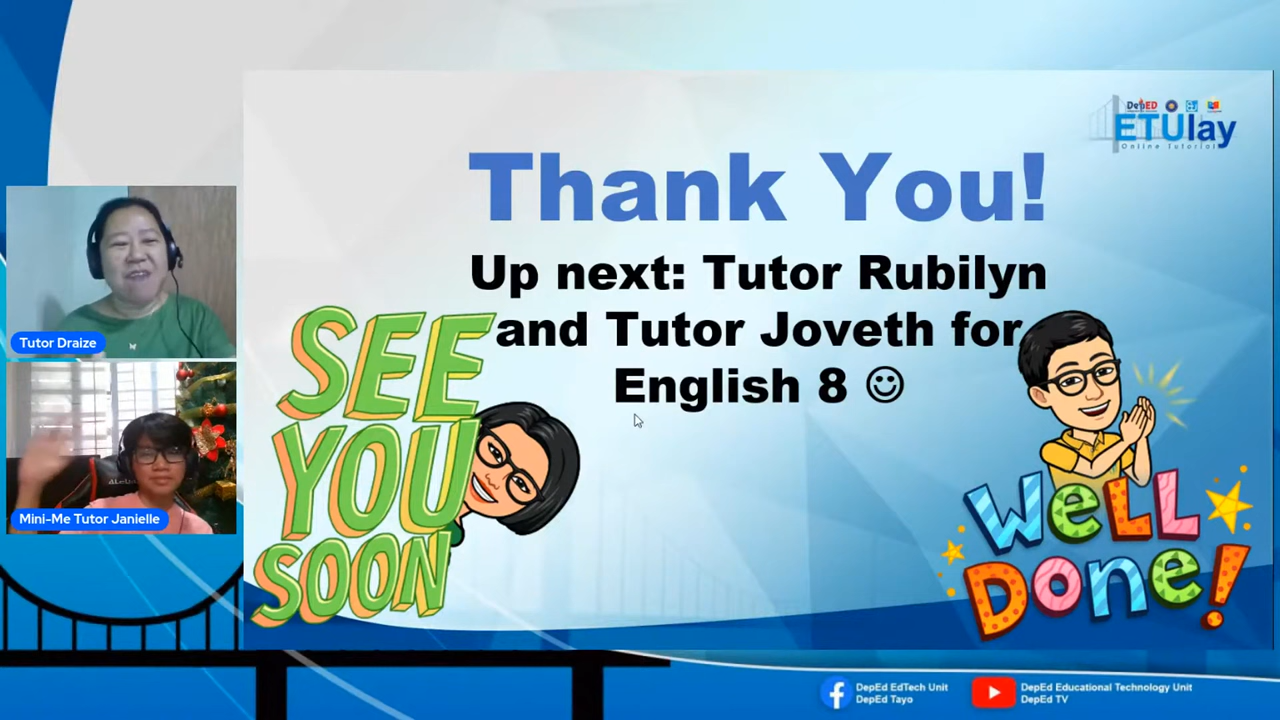 DepED
ETUlay
Online Tutorial
Thank You!
Up next: Tutor Rubilyn
and Tutor Joveth for
English 8 ☺
SEE
YOU
SOON
WELL
DONE!
Tutor Draize
Mini-Me Tutor Janielle
DepEd EdTech Unit
DepEd Tayo
DepEd Educational Technology Unit
DepEd TV